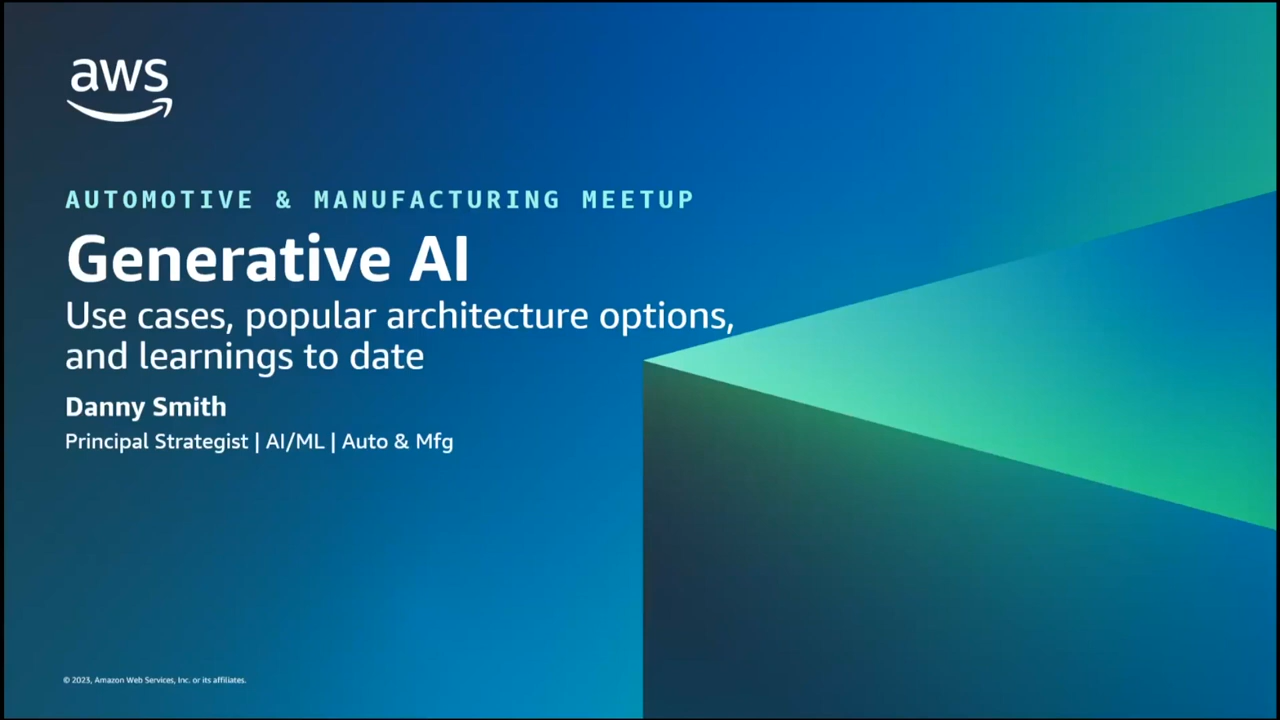 aws
AUTOMOTIVE & MANUFACTURING MEETUP
Generative AI
Use cases, popular architecture options,
and learnings to date
Danny Smith
Principal Strategist | AI/ML | Auto & Mfg
© 2023, Amazon Web Services, Inc. or its affiliates.